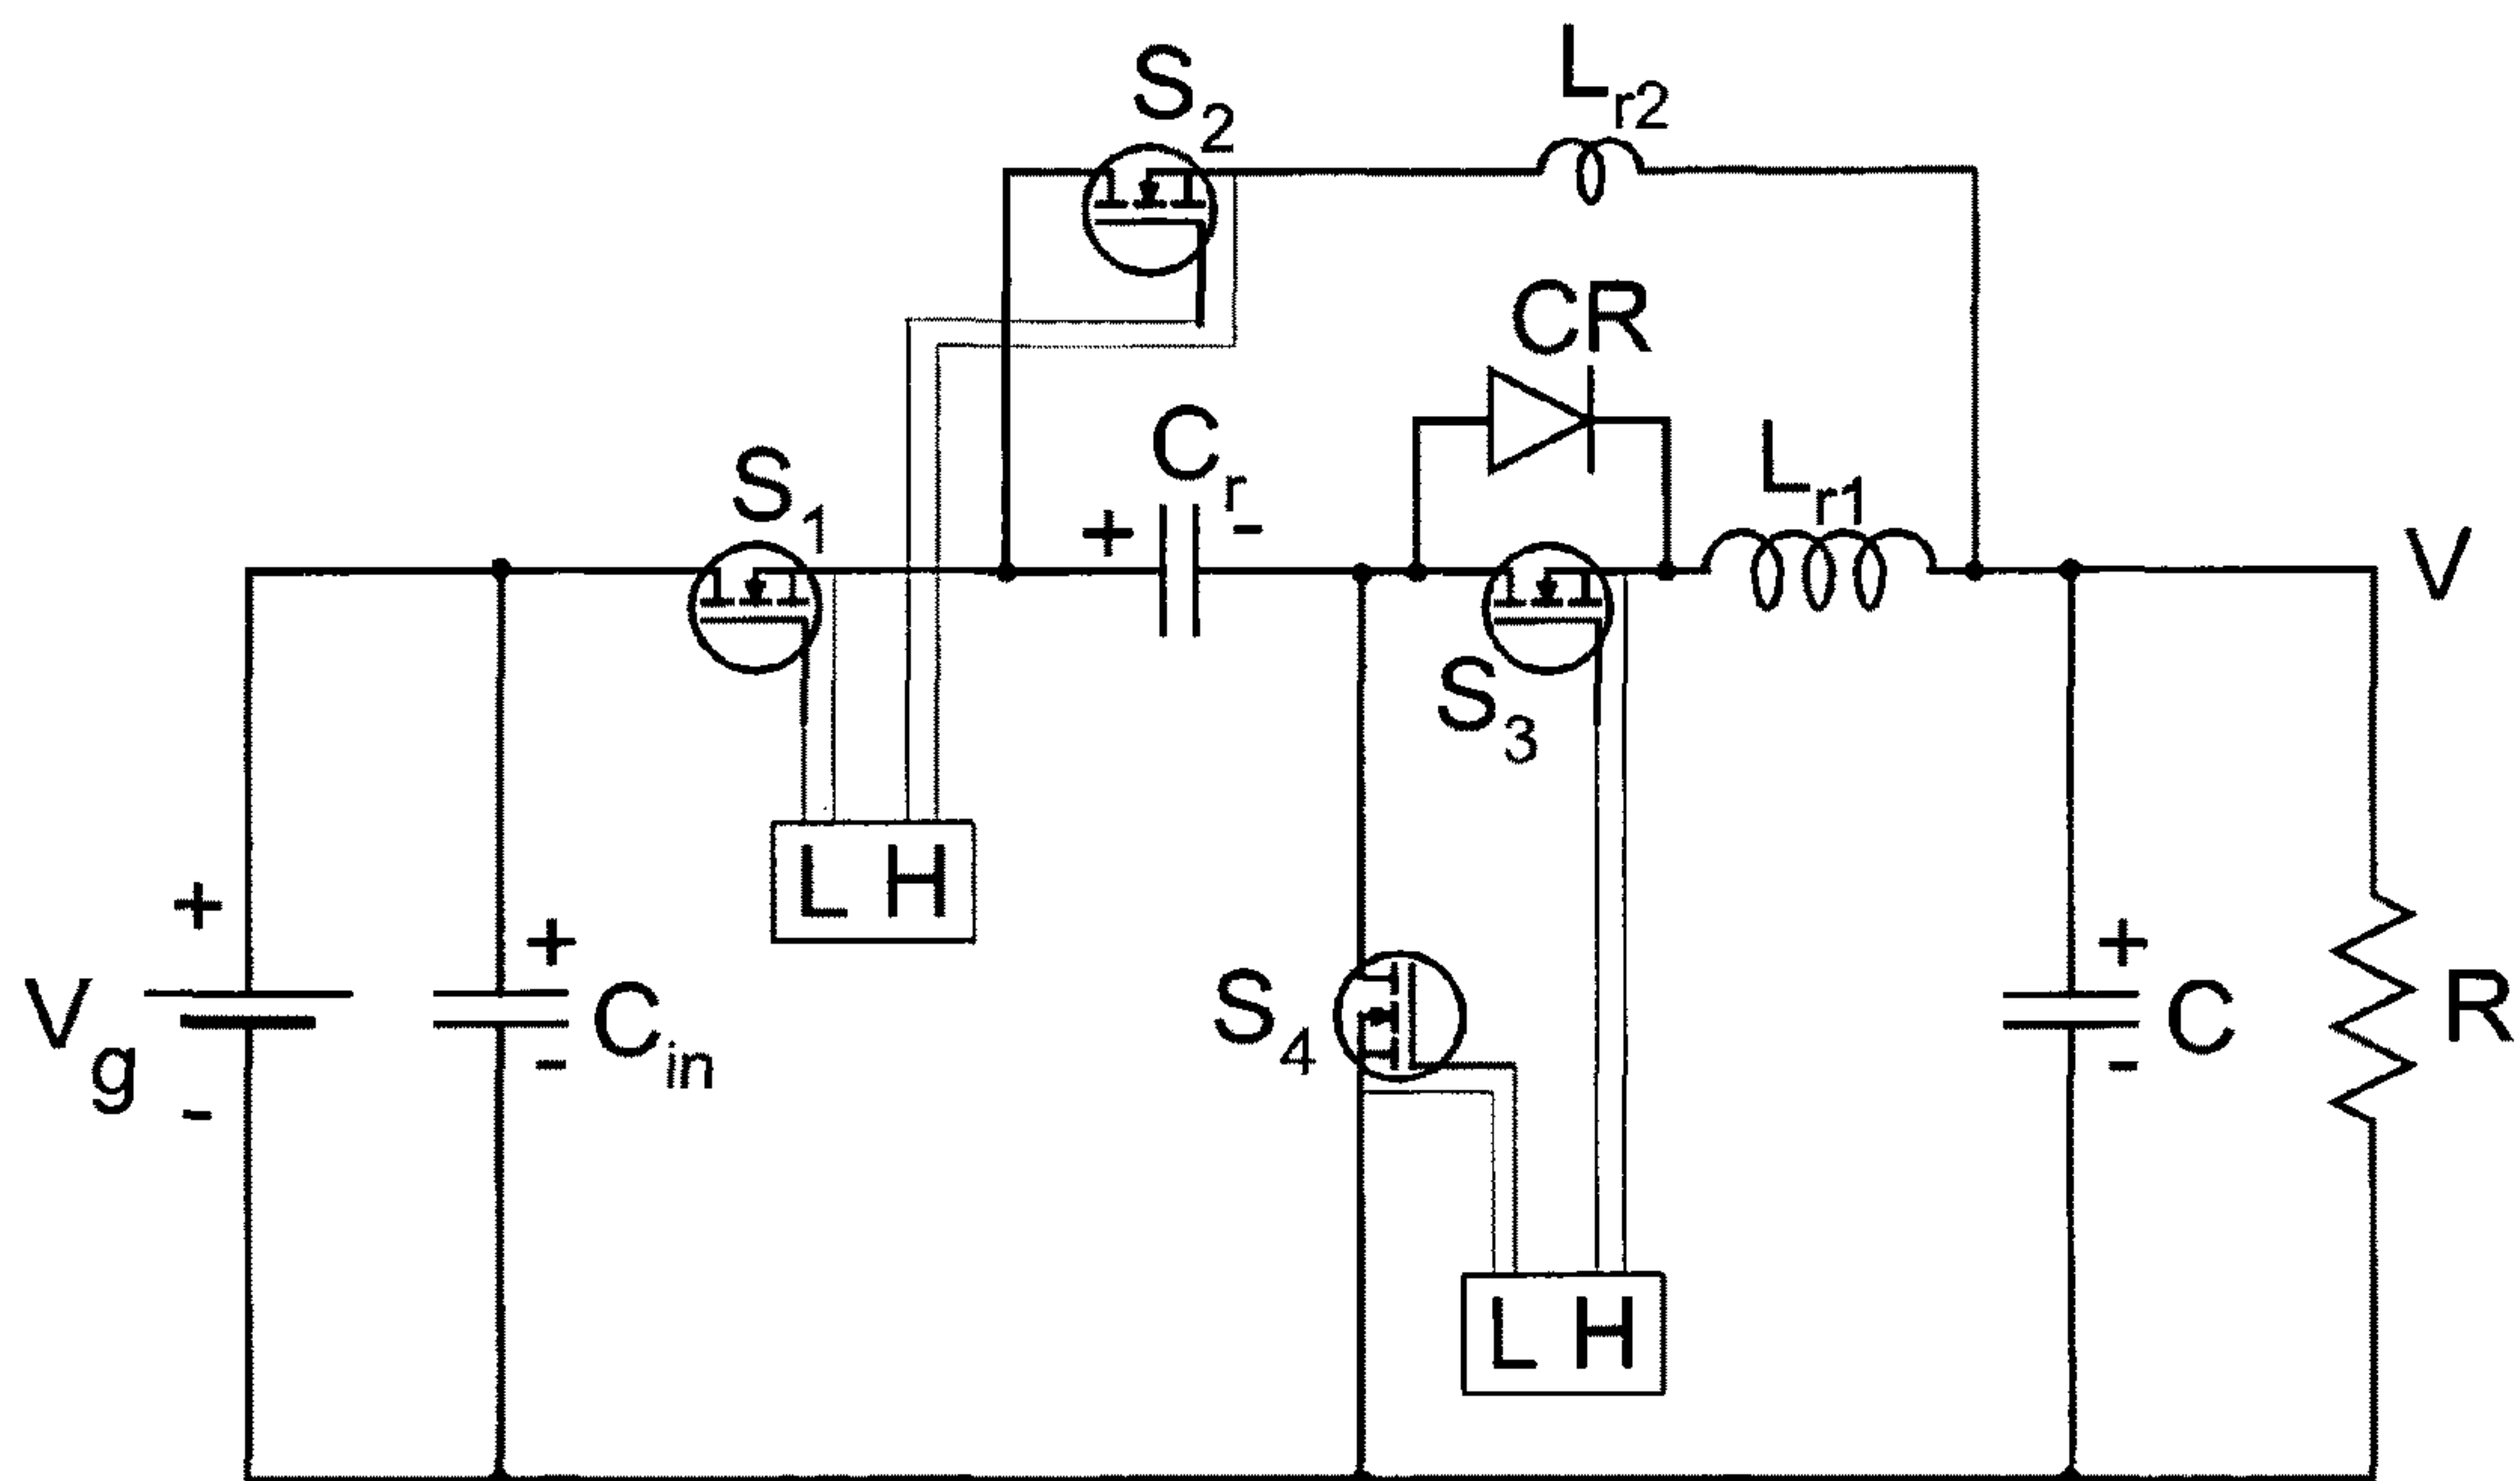 S2
Lr2
CR
Cr
+ -
S1
Lr1
V
S3
L H
+
Vg
-
+
Cin
-
S4
+
C
-
R
L H